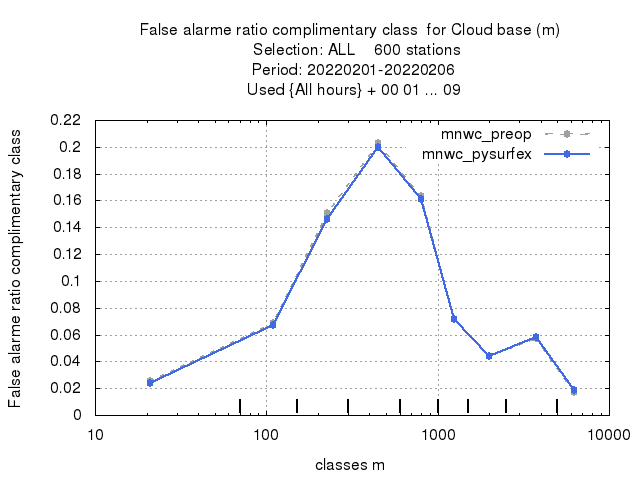 False alarme ratio complimentary class  for Cloud base (m)
Selection: ALL    600 stations
Period: 20220201-20220206
Used {All hours} + 00 01 ... 09
False alarme ratio complimentary class
0.22
0.2
0.18
0.16
0.14
0.12
0.1
0.08
0.06
0.04
0.02
0
mnwc_preop
mnwc_pysurfex
10
100
1000
10000
classes m